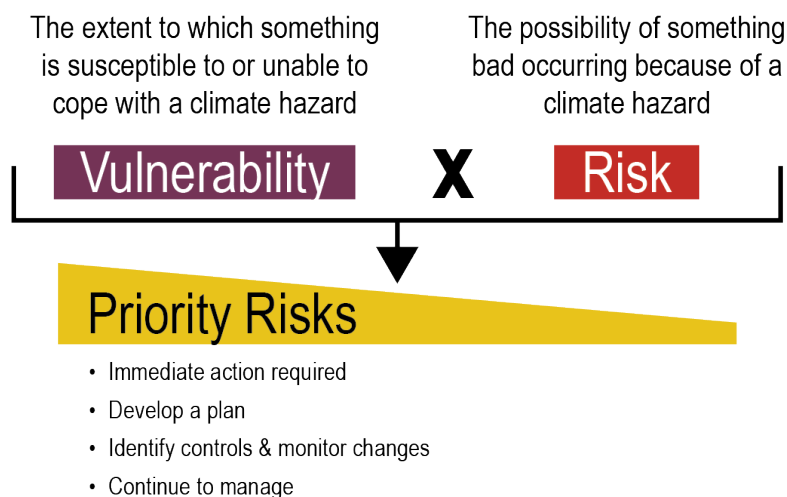 The extent to which something
is susceptible to or unable to
cope with a climate hazard
The possibility of something
bad occurring because of a
climate hazard
Vulnerability X Risk
Priority Risks
• Immediate action required
• Develop a plan
• Identify controls & monitor changes
• Continue to manage